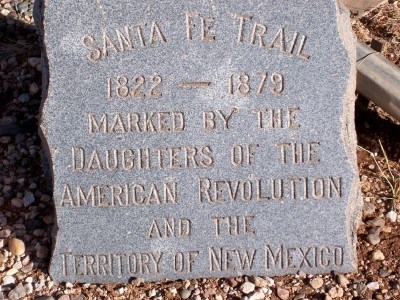 SANTA FE TRAIL
1822 — 1879
MARKED BY THE
DAUGHTERS OF THE
AMERICAN REVOLUTION
AND THE
TERRITORY OF NEW MEXICO